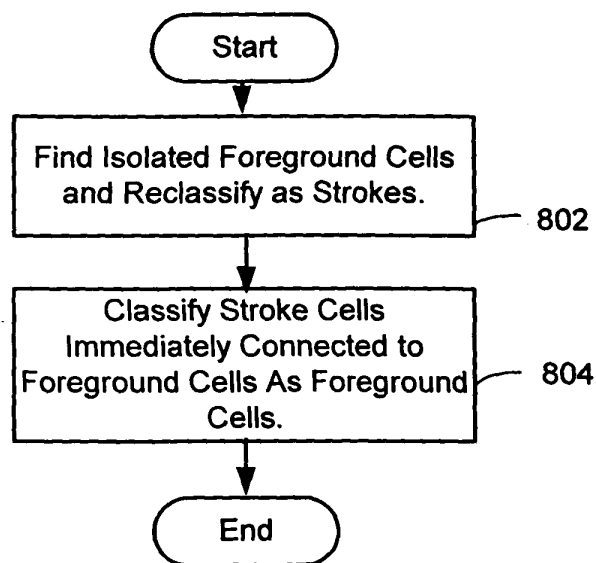 Start
Find Isolated Foreground Cells
and Reclassify as Strokes.
802
Classify Stroke Cells
Immediately Connected to
Foreground Cells As Foreground
Cells.
804
End